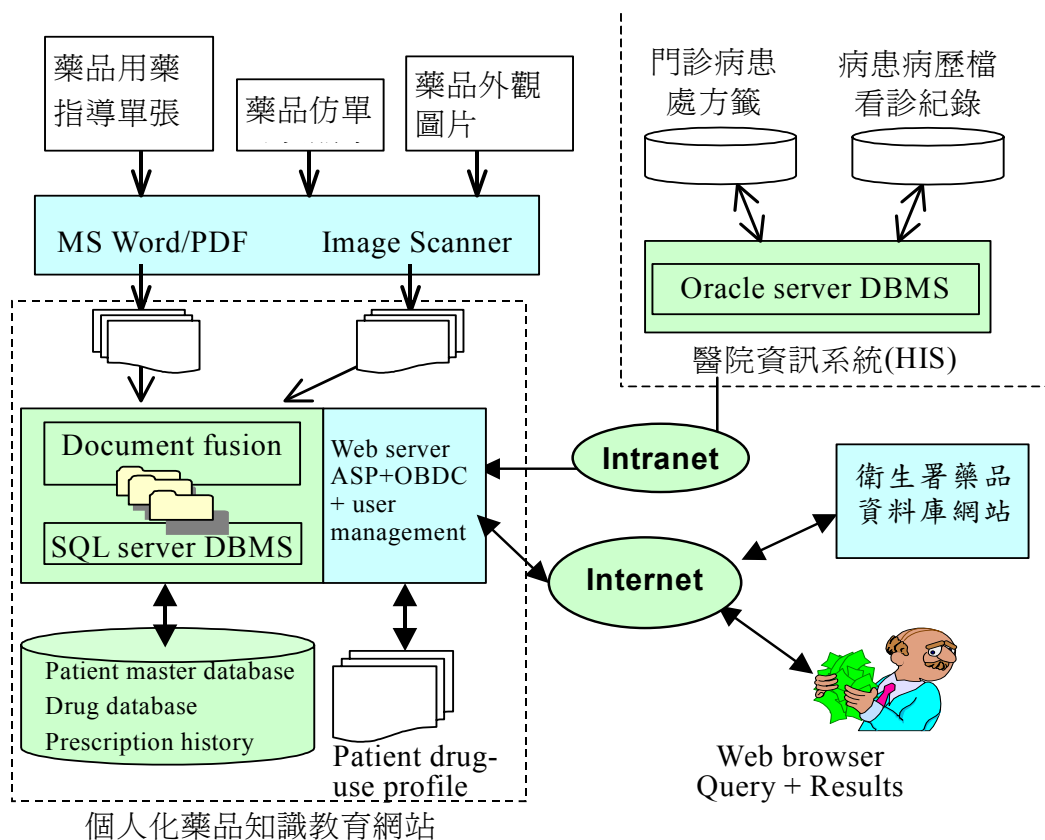 藥品用藥
指導單張
藥品仿單
藥品外觀
圖片
門診病患
處方籤
病患病歷檔
看診紀錄
MS Word/PDF
Image Scanner
Oracle server DBMS
醫院資訊系統(HIS)
Document fusion
SQL server DBMS
Web server
ASP+OBDC
+ user
management
Intranet
Internet
衛生署藥品
資料庫網站
Patient master database
Drug database
Prescription history
Patient drug-
use profile
Web browser
Query + Results
個人化藥品知識教育網站